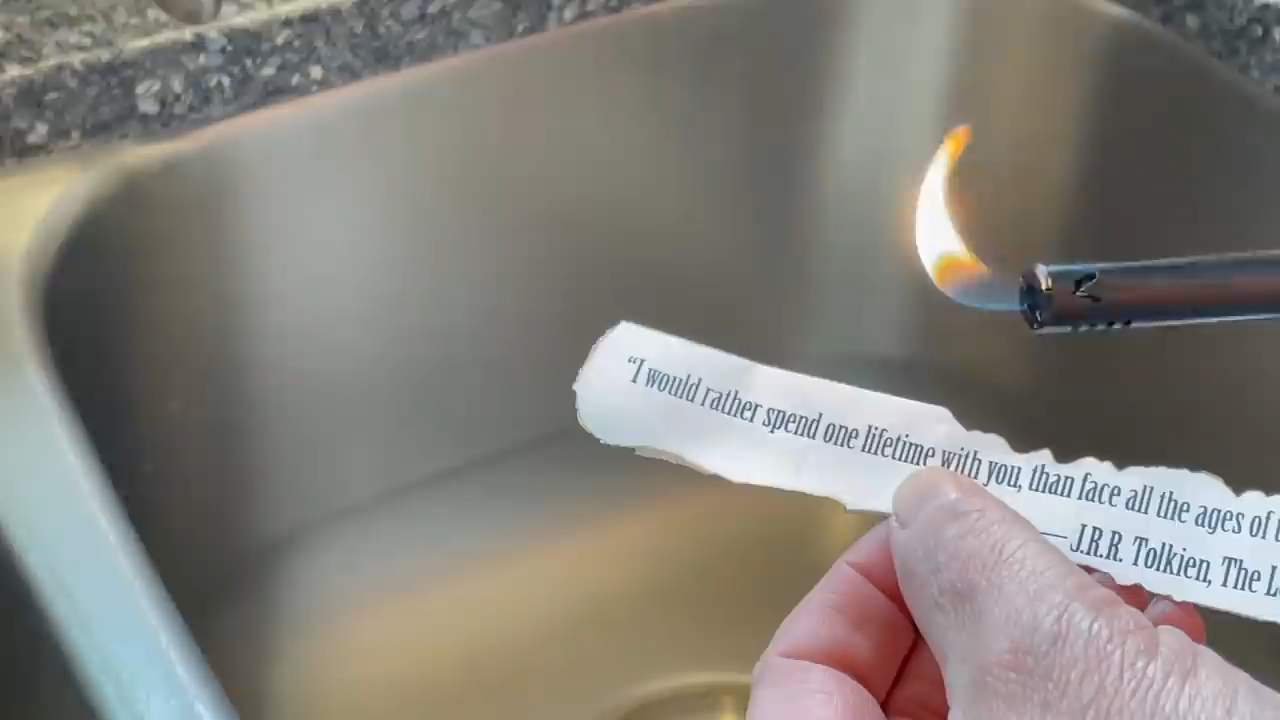 “I would rather spend one lifetime with you, than face all the ages of
— J.R.R. Tolkien, The